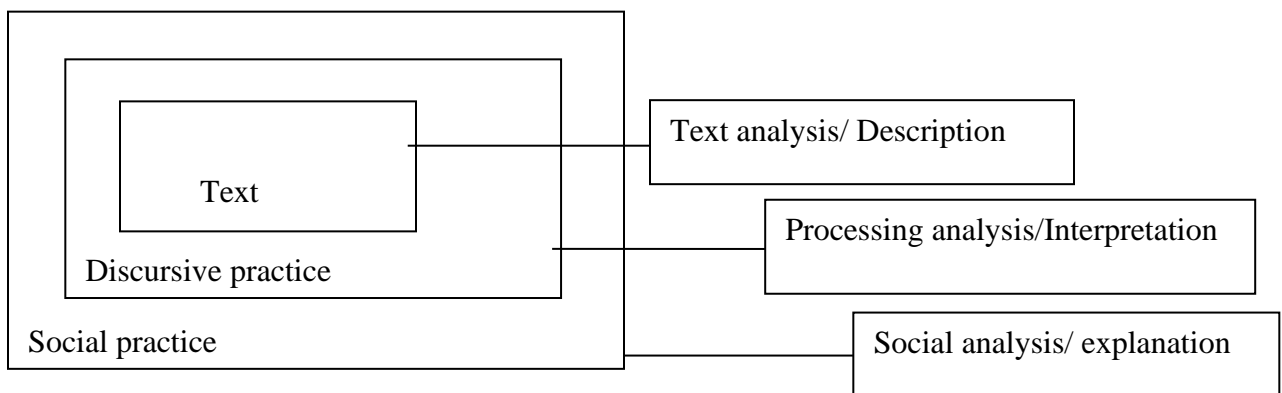 Text analysis/ Description
Text
Processing analysis/Interpretation
Discursive practice
Social practice
Social analysis/ explanation